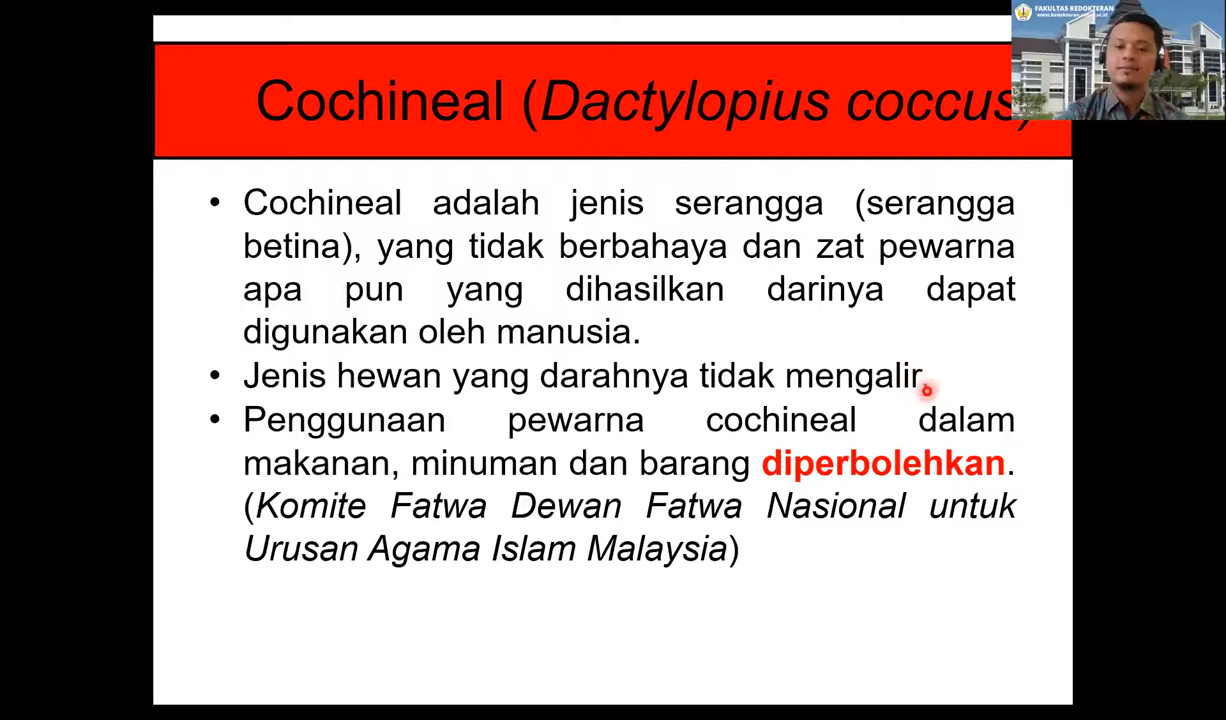 FAKULTAS KEDOKTERAN
Cochineal (Dactylopius coccus)
• Cochineal adalah jenis serangga (serangga
betina), yang tidak berbahaya dan zat pewarna
apa pun yang dihasilkan darinya dapat
digunakan oleh manusia.
• Jenis hewan yang darahnya tidak mengalir.
• Penggunaan pewarna cochineal dalam
makanan, minuman dan barang diperbolehkan.
(Komite Fatwa Dewan Fatwa Nasional untuk
Urusan Agama Islam Malaysia)